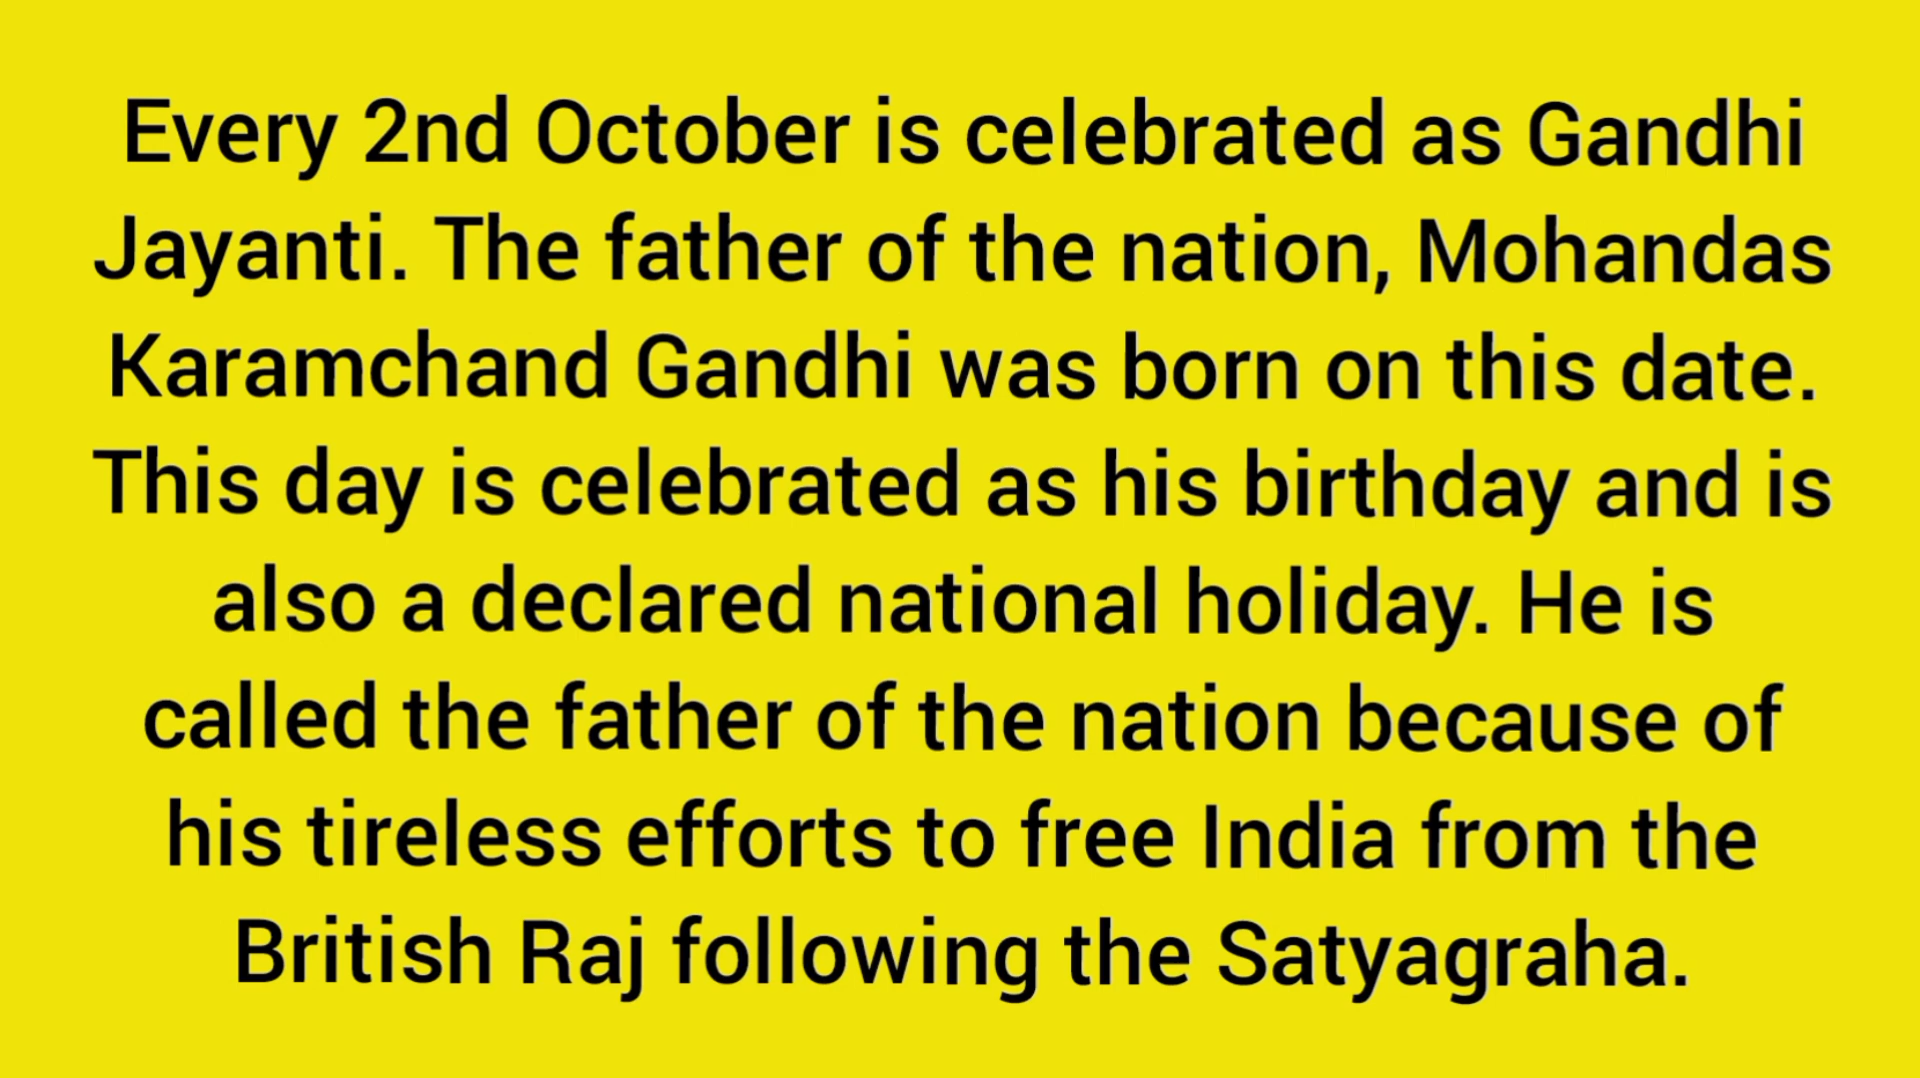 Every 2nd October is celebrated as Gandhi
Jayanti. The father of the nation, Mohandas
Karamchand Gandhi was born on this date.
This day is celebrated as his birthday and is
also a declared national holiday. He is
called the father of the nation because of
his tireless efforts to free India from the
British Raj following the Satyagraha.